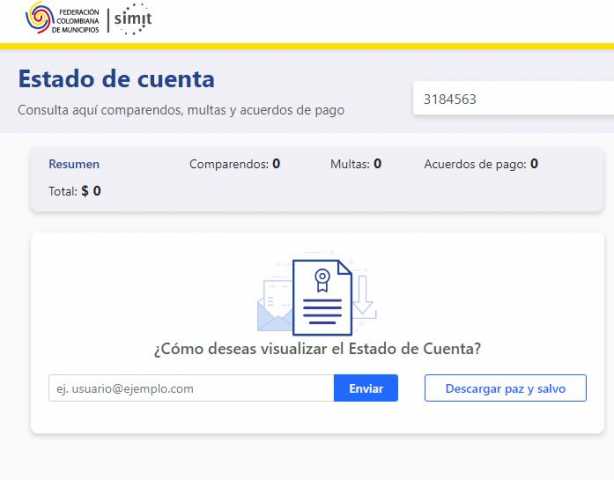 FEDERACIÓN
COLOMBIANA
DE MUNICIPIOS
simit
Estado de cuenta
Consulta aquí comparendos, multas y acuerdos de pago
3184563
Resumen Comparendos: 0 Multas: 0 Acuerdos de pago: 0
Total: $ 0
¿Cómo deseas visualizar el Estado de Cuenta?
ej. usuario@ejemplo.com Enviar Descargar paz y salvo